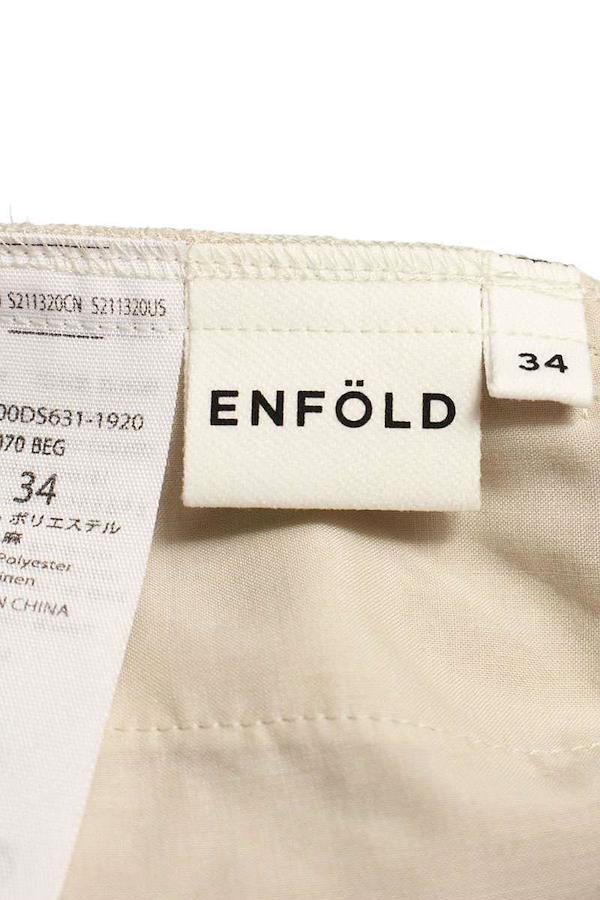 S211320CN S211320US
00DS631-1920
070 BEG
34
ポリエステル
麻
Polyester
inen
N CHINA
ENFÖLD
34